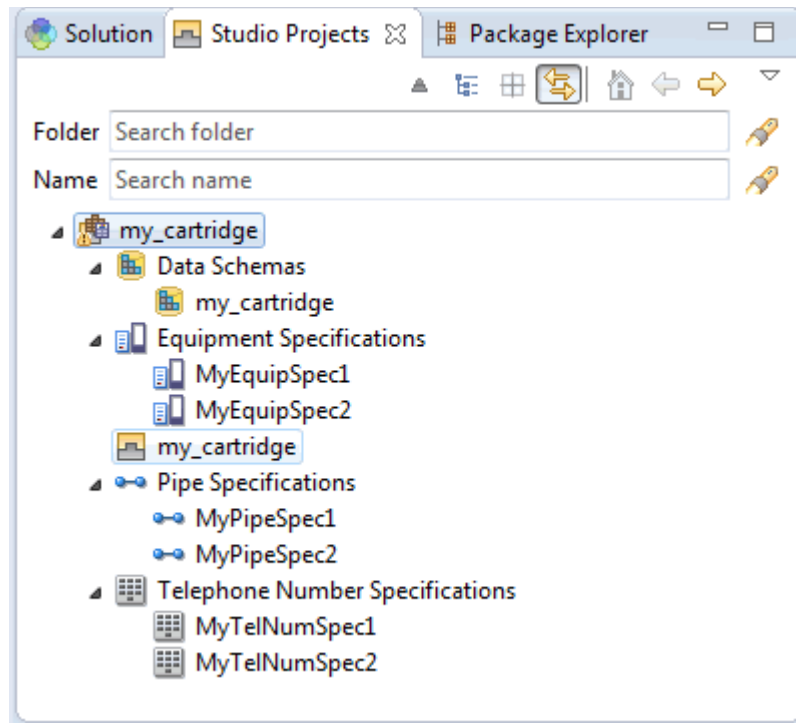 Solution Studio Projects Package Explorer
Folder Search folder
Name Search name
my_cartridge
Data Schemas
my_cartridge
Equipment Specifications
MyEquipSpec1
MyEquipSpec2
my_cartridge
Pipe Specifications
MyPipeSpec1
MyPipeSpec2
Telephone Number Specifications
MyTelNumSpec1
MyTelNumSpec2